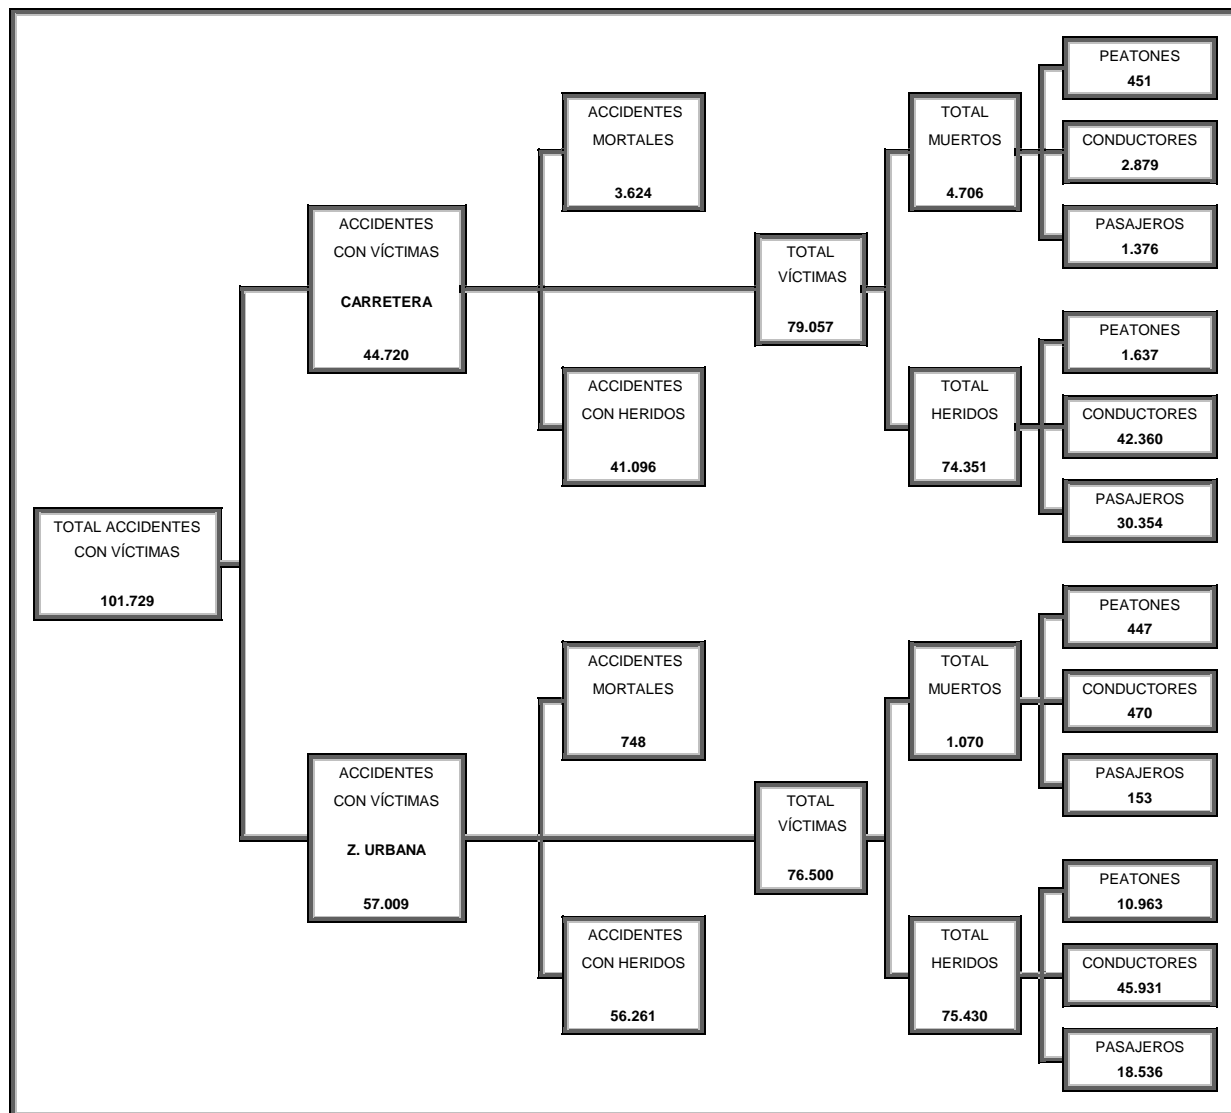 TOTAL ACCIDENTES
CON VÍCTIMAS
101.729
ACCIDENTES
CON VÍCTIMAS
CARRETERA
44.720
ACCIDENTES
MORTALES
3.624
ACCIDENTES
CON HERIDOS
41.096
TOTAL
VÍCTIMAS
79.057
TOTAL
MUERTOS
4.706
PEATONES
451
CONDUCTORES
2.879
PASAJEROS
1.376
TOTAL
HERIDOS
74.351
PEATONES
1.637
CONDUCTORES
42.360
PASAJEROS
30.354
ACCIDENTES
CON VÍCTIMAS
Z. URBANA
57.009
ACCIDENTES
MORTALES
748
ACCIDENTES
CON HERIDOS
56.261
TOTAL
VÍCTIMAS
76.500
TOTAL
MUERTOS
1.070
PEATONES
447
CONDUCTORES
470
PASAJEROS
153
TOTAL
HERIDOS
75.430
PEATONES
10.963
CONDUCTORES
45.931
PASAJEROS
18.536